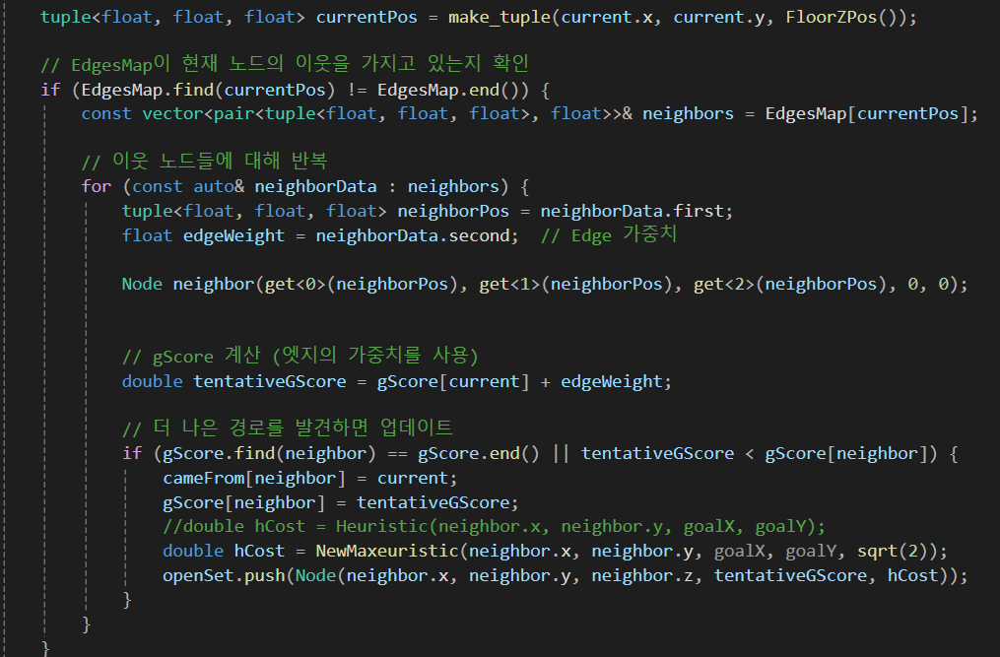 tuple<float, float, float> currentPos = make_tuple(current.x, current.y, FloorZPos());
// EdgesMap이 현재 노드의 이웃을 가지고 있는지 확인
if (EdgesMap.find(currentPos) != EdgesMap.end()) {
const vector<pair<tuple<float, float, float>, float>>& neighbors = EdgesMap[currentPos];
// 이웃 노드들에 대해 반복
for (const auto& neighborData : neighbors) {
tuple<float, float, float> neighborPos = neighborData.first;
float edgeWeight = neighborData.second;  // Edge 가중치
Node neighbor(get<0>(neighborPos), get<1>(neighborPos), get<2>(neighborPos), 0, 0);
// gScore 계산 (엣지의 가중치를 사용)
double tentativeGScore = gScore[current] + edgeWeight;
// 더 나은 경로를 발견하면 업데이트
if (gScore.find(neighbor) == gScore.end() || tentativeGScore < gScore[neighbor]) {
cameFrom[neighbor] = current;
gScore[neighbor] = tentativeGScore;
//double hCost = Heuristic(neighbor.x, neighbor.y, goalX, goalY);
double hCost = NewMaxeuristic(neighbor.x, neighbor.y, goalX, goalY, sqrt(2));
openSet.push(Node(neighbor.x, neighbor.y, neighbor.z, tentativeGScore, hCost));
}
}
}